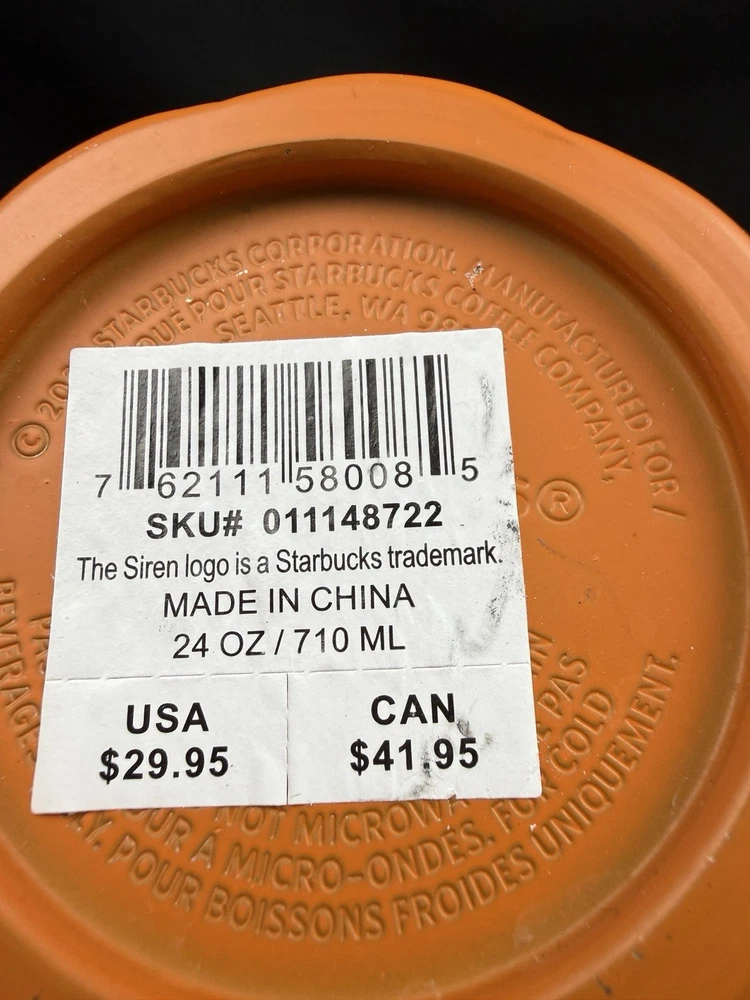 © STARBUCKS CORPORATION. MANUFACTURED FOR /
POUR STARBUCKS COFFEE COMPANY,
SEATTLE, WA
®
7 62111 58008 5
SKU# 011148722
The Siren logo is a Starbucks trademark.
MADE IN CHINA
24 OZ / 710 ML
USA
$29.95
CAN
$41.95
PAS
NOT
À MICRO-ONDES. FOR COLD
POUR BOISSONS FROIDES UNIQUEMENT.